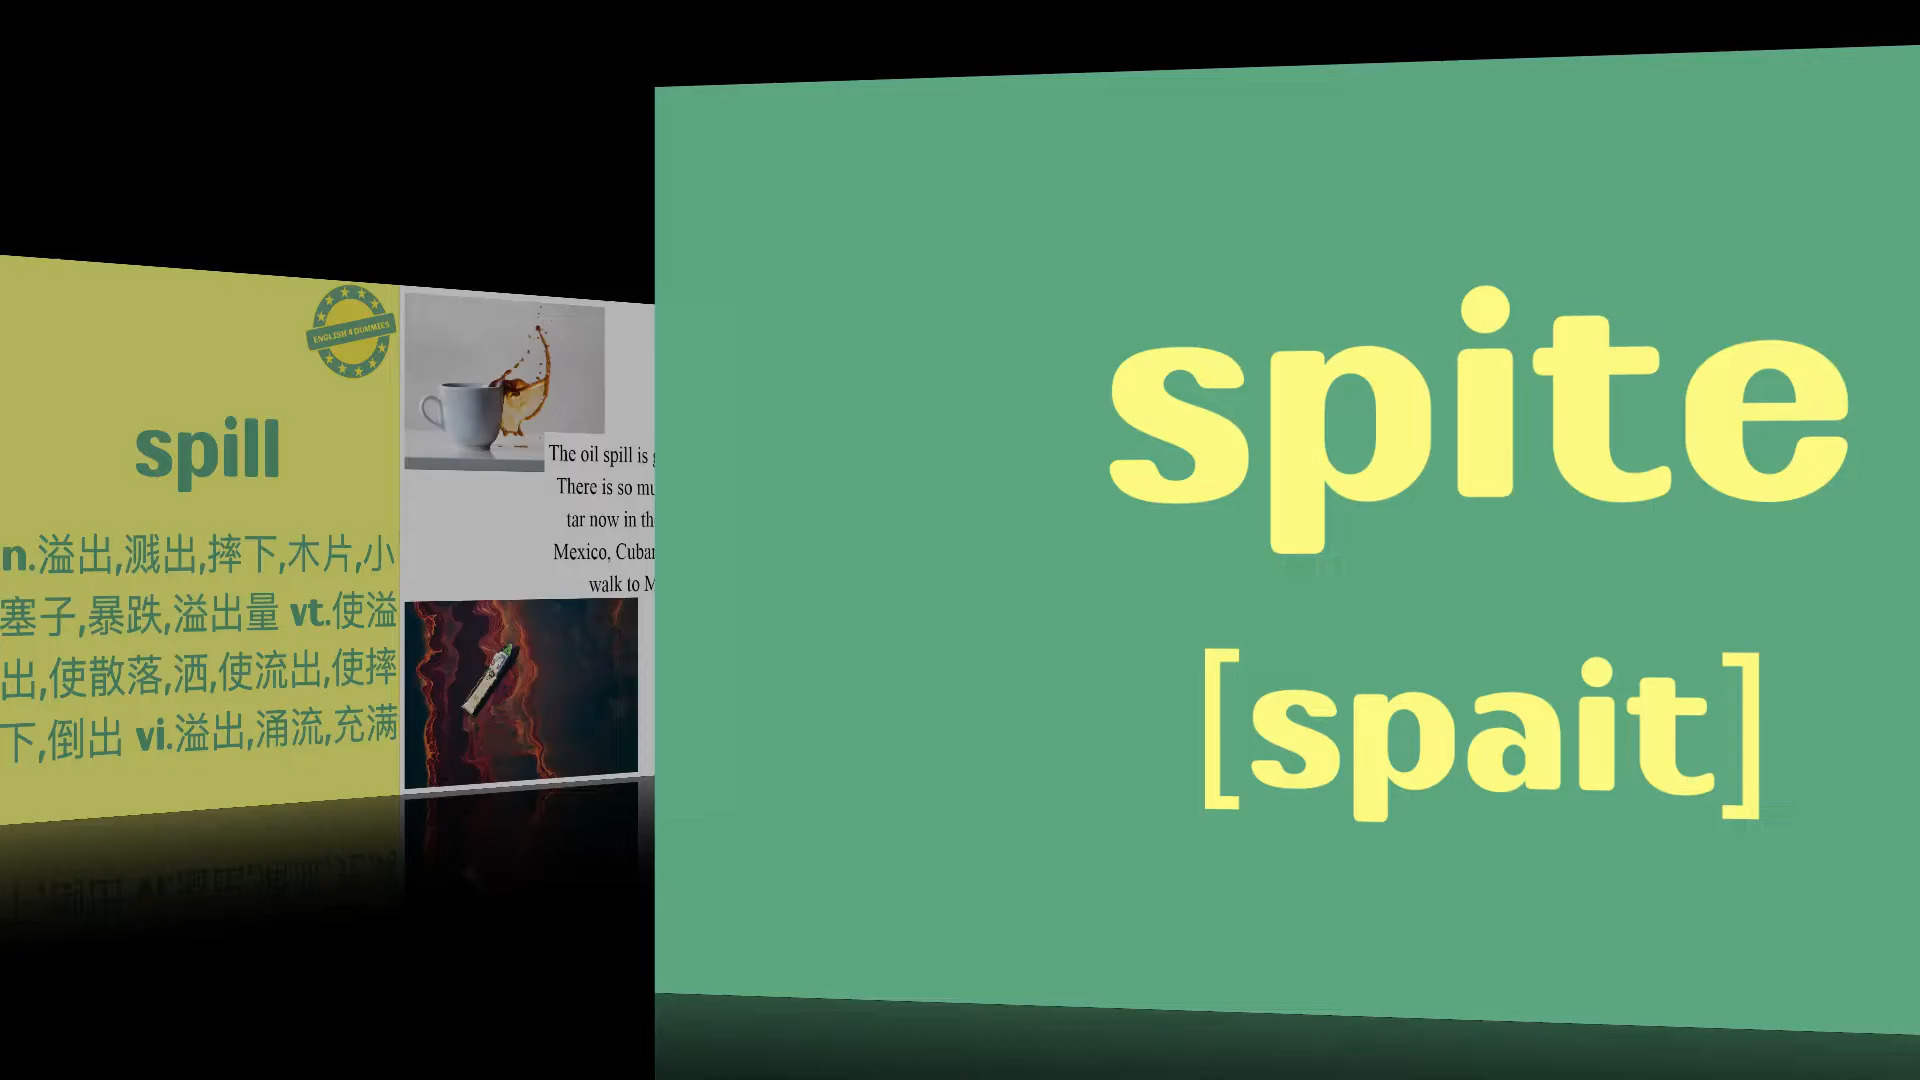 ENGLISH 4 DUMMIES
spill
n.溢出,溅出,摔下,木片,小
塞子,暴跌,溢出量 vt.使溢
出,使散落,洒,使流出,使摔
下,倒出 vi.溢出,涌流,充满
The oil spill is
There is so
tar now in
Mexico,
walk to
spite
[spait]